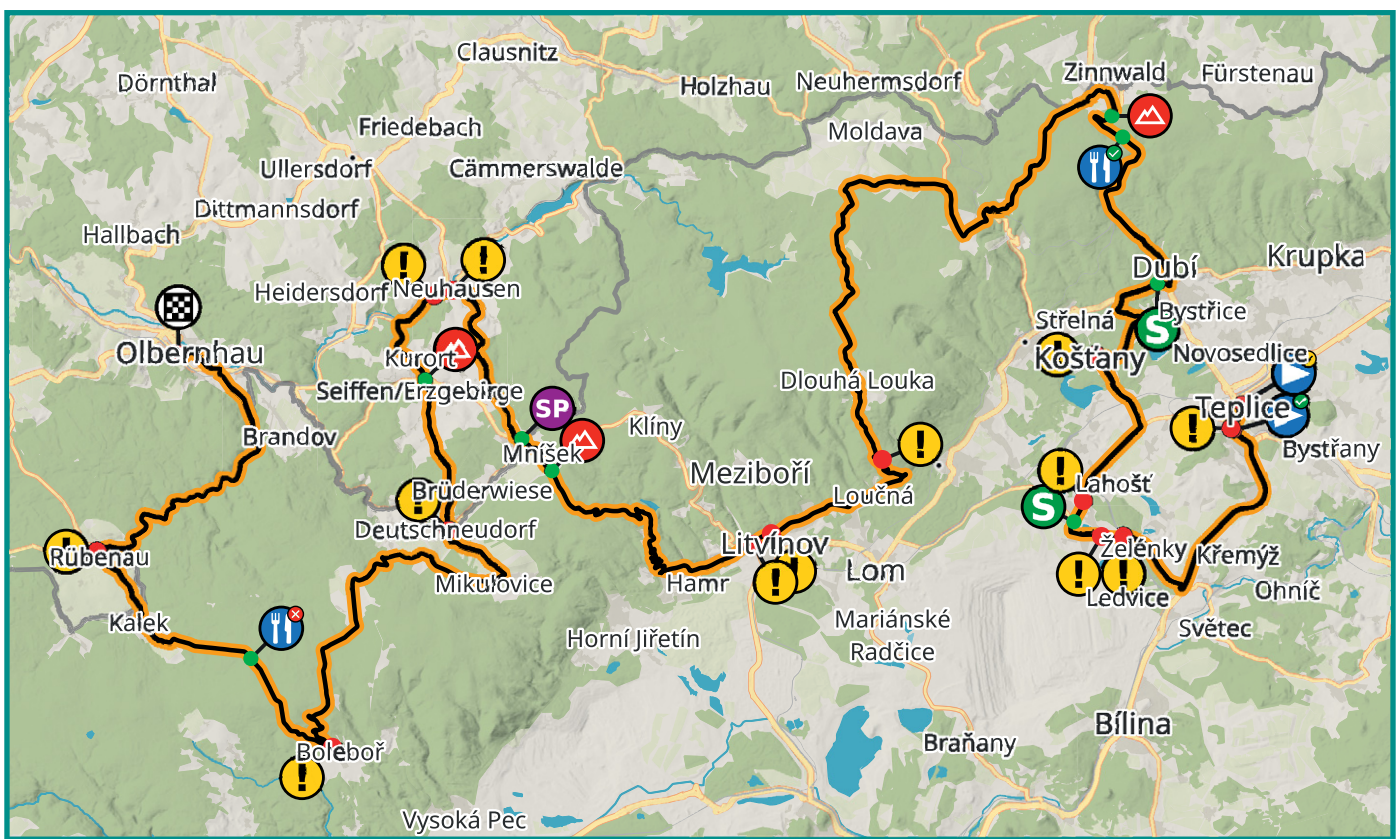 Clausnitz
Dörnthal
Holzhau
Neuhermsdorf
Zinnwald
Fürstenau
Friedebach
Moldava
Ullersdorf
Cämmerswalde
Dittmannsdorf
Hallbach
Krupka
Dubí
Heidersdorf
Neuhausen
Bystřice
Střelná
S
Olbernhau
Kurort
Seiffen/Erzgebirge
Košťany
Novosedlice
Dlouhá Louka
Teplice
SP
Brandov
Klíny
Mníšek
Bystřany
Meziboří
Brüderwiese
Loučná
Lahošť
S
Deutschneudorf
Litvínov
Rübenau
Želénky
Křemýž
Mikulovice
Hamr
Lom
Ledvice
Ohníč
Kalek
Horní Jiřetín
Mariánské
Radčice
Světec
Boleboř
Braňany
Bílina
Vysoká Pec